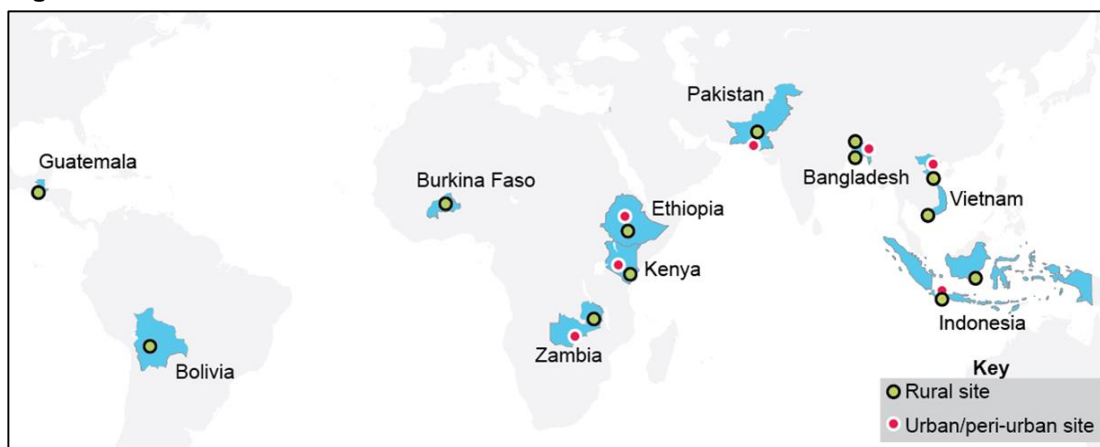 Pakistan
Guatemala
Burkina Faso
Bangladesh
Ethiopia
Vietnam
Kenya
Indonesia
Zambia
Bolivia
Key
Rural site
Urban/peri-urban site